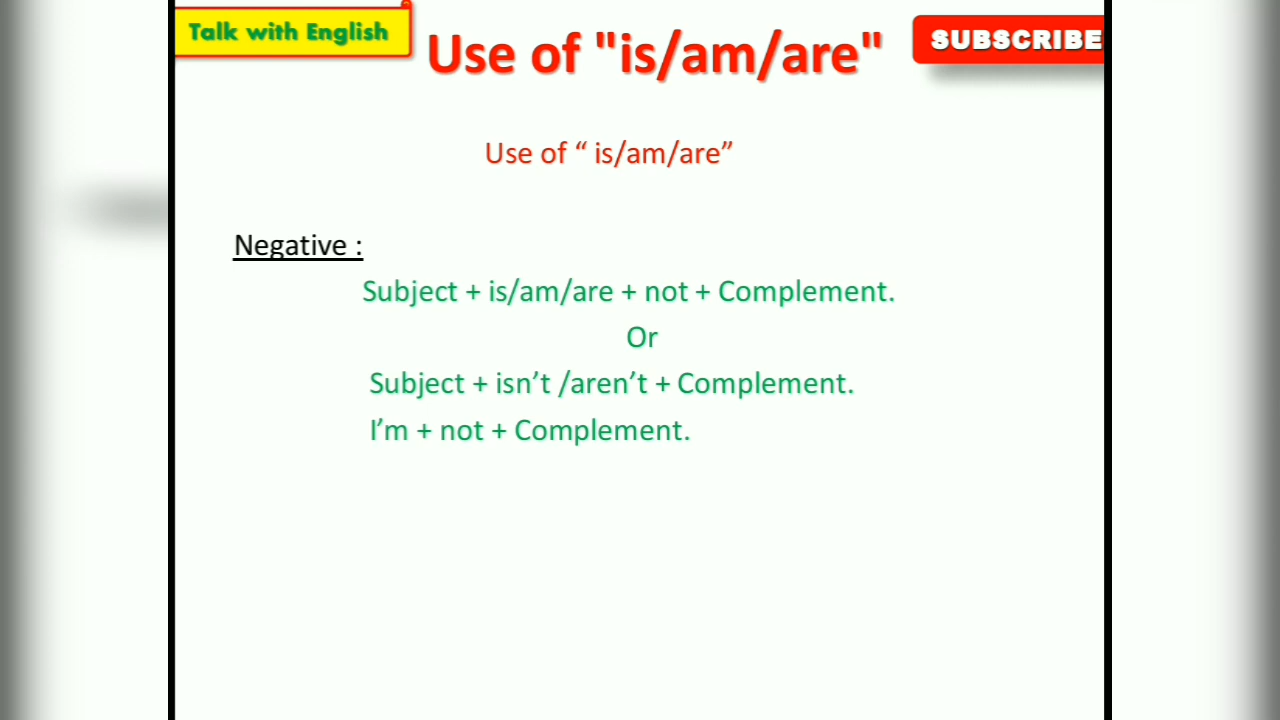 Talk with English
Use of "is/am/are"
SUBSCRIBE
Use of “ is/am/are”
Negative :
Subject + is/am/are + not + Complement.
Or
Subject + isn’t /aren’t + Complement.
I’m + not + Complement.